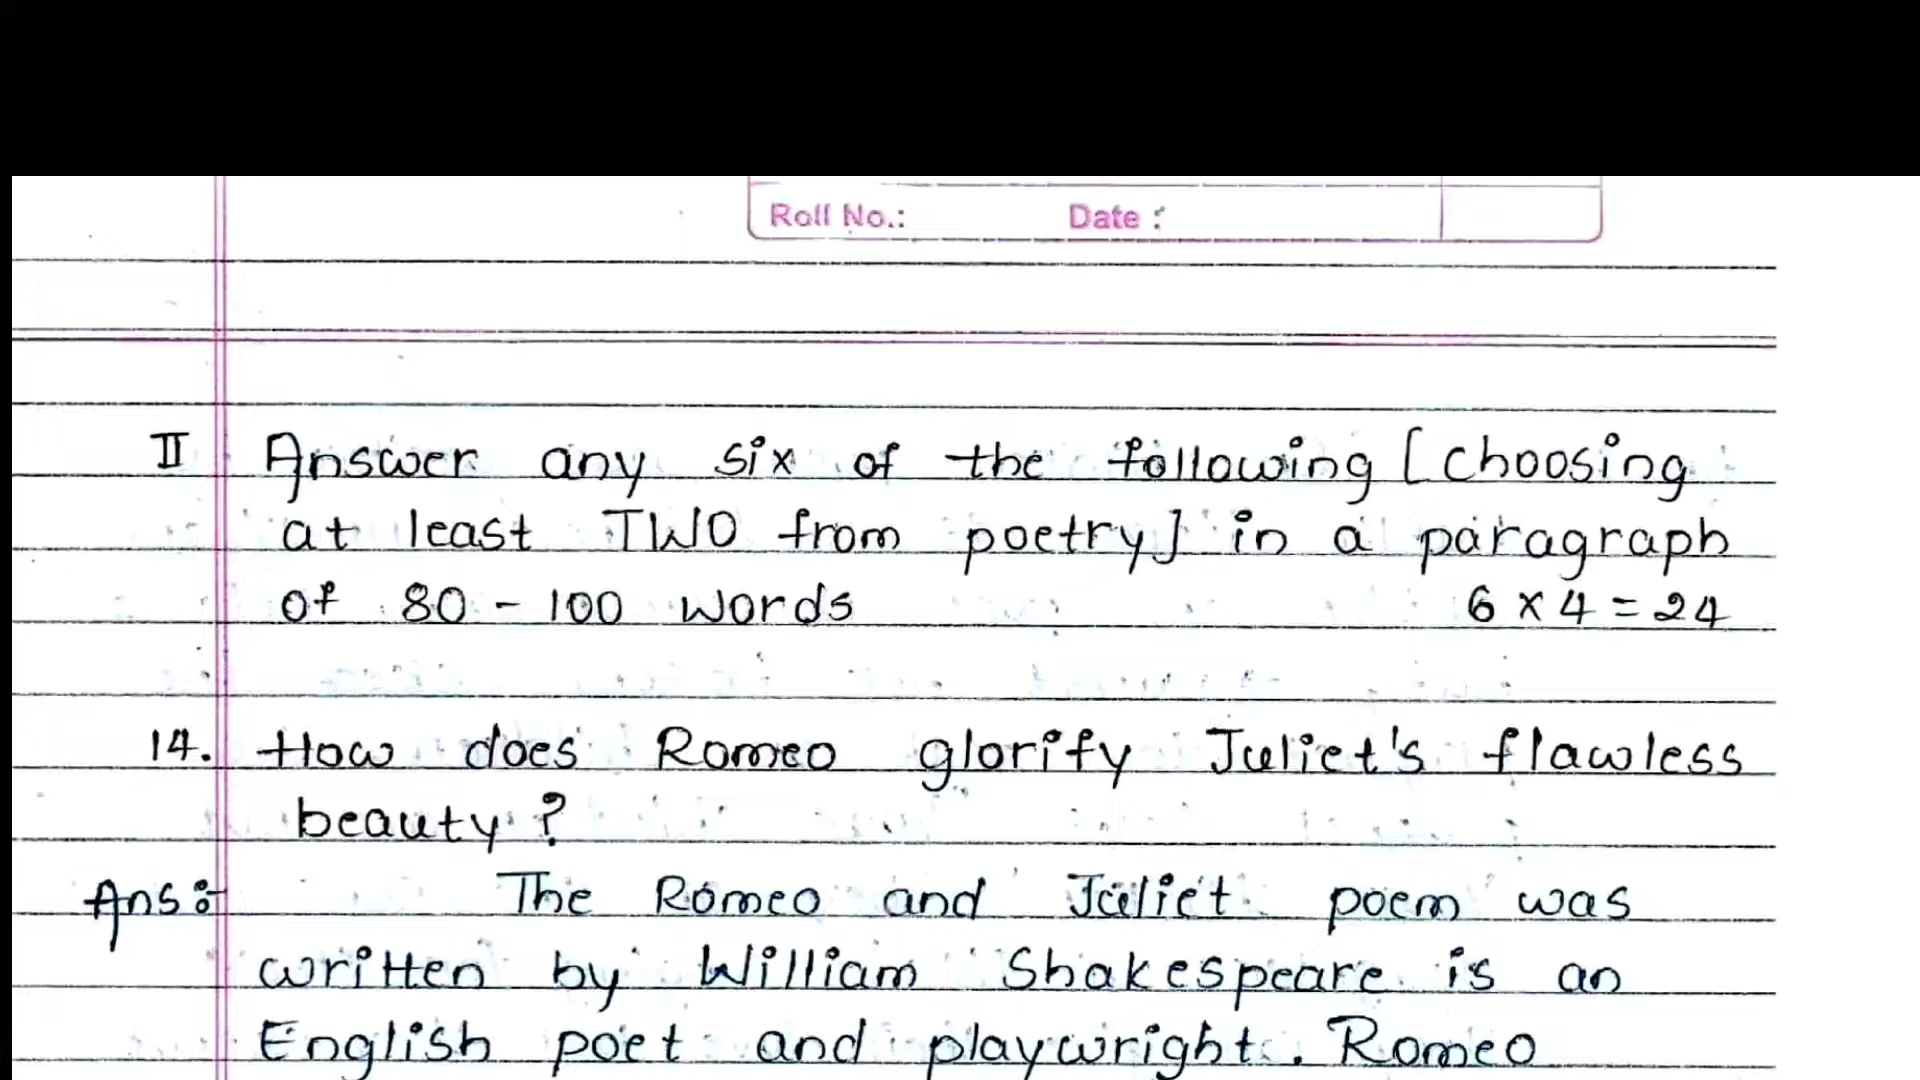 Roll No.: Date :
II Answer any six of the following [choosing
at least TWO from poetry] in a paragraph
of 80 - 100 words 6 x 4 = 24
14. How does Romeo glorify Juliet's flawless
beauty ?
Ans:- The Romeo and Juliet poem was
written by William Shakespeare is an
English poet and playwright. Romeo